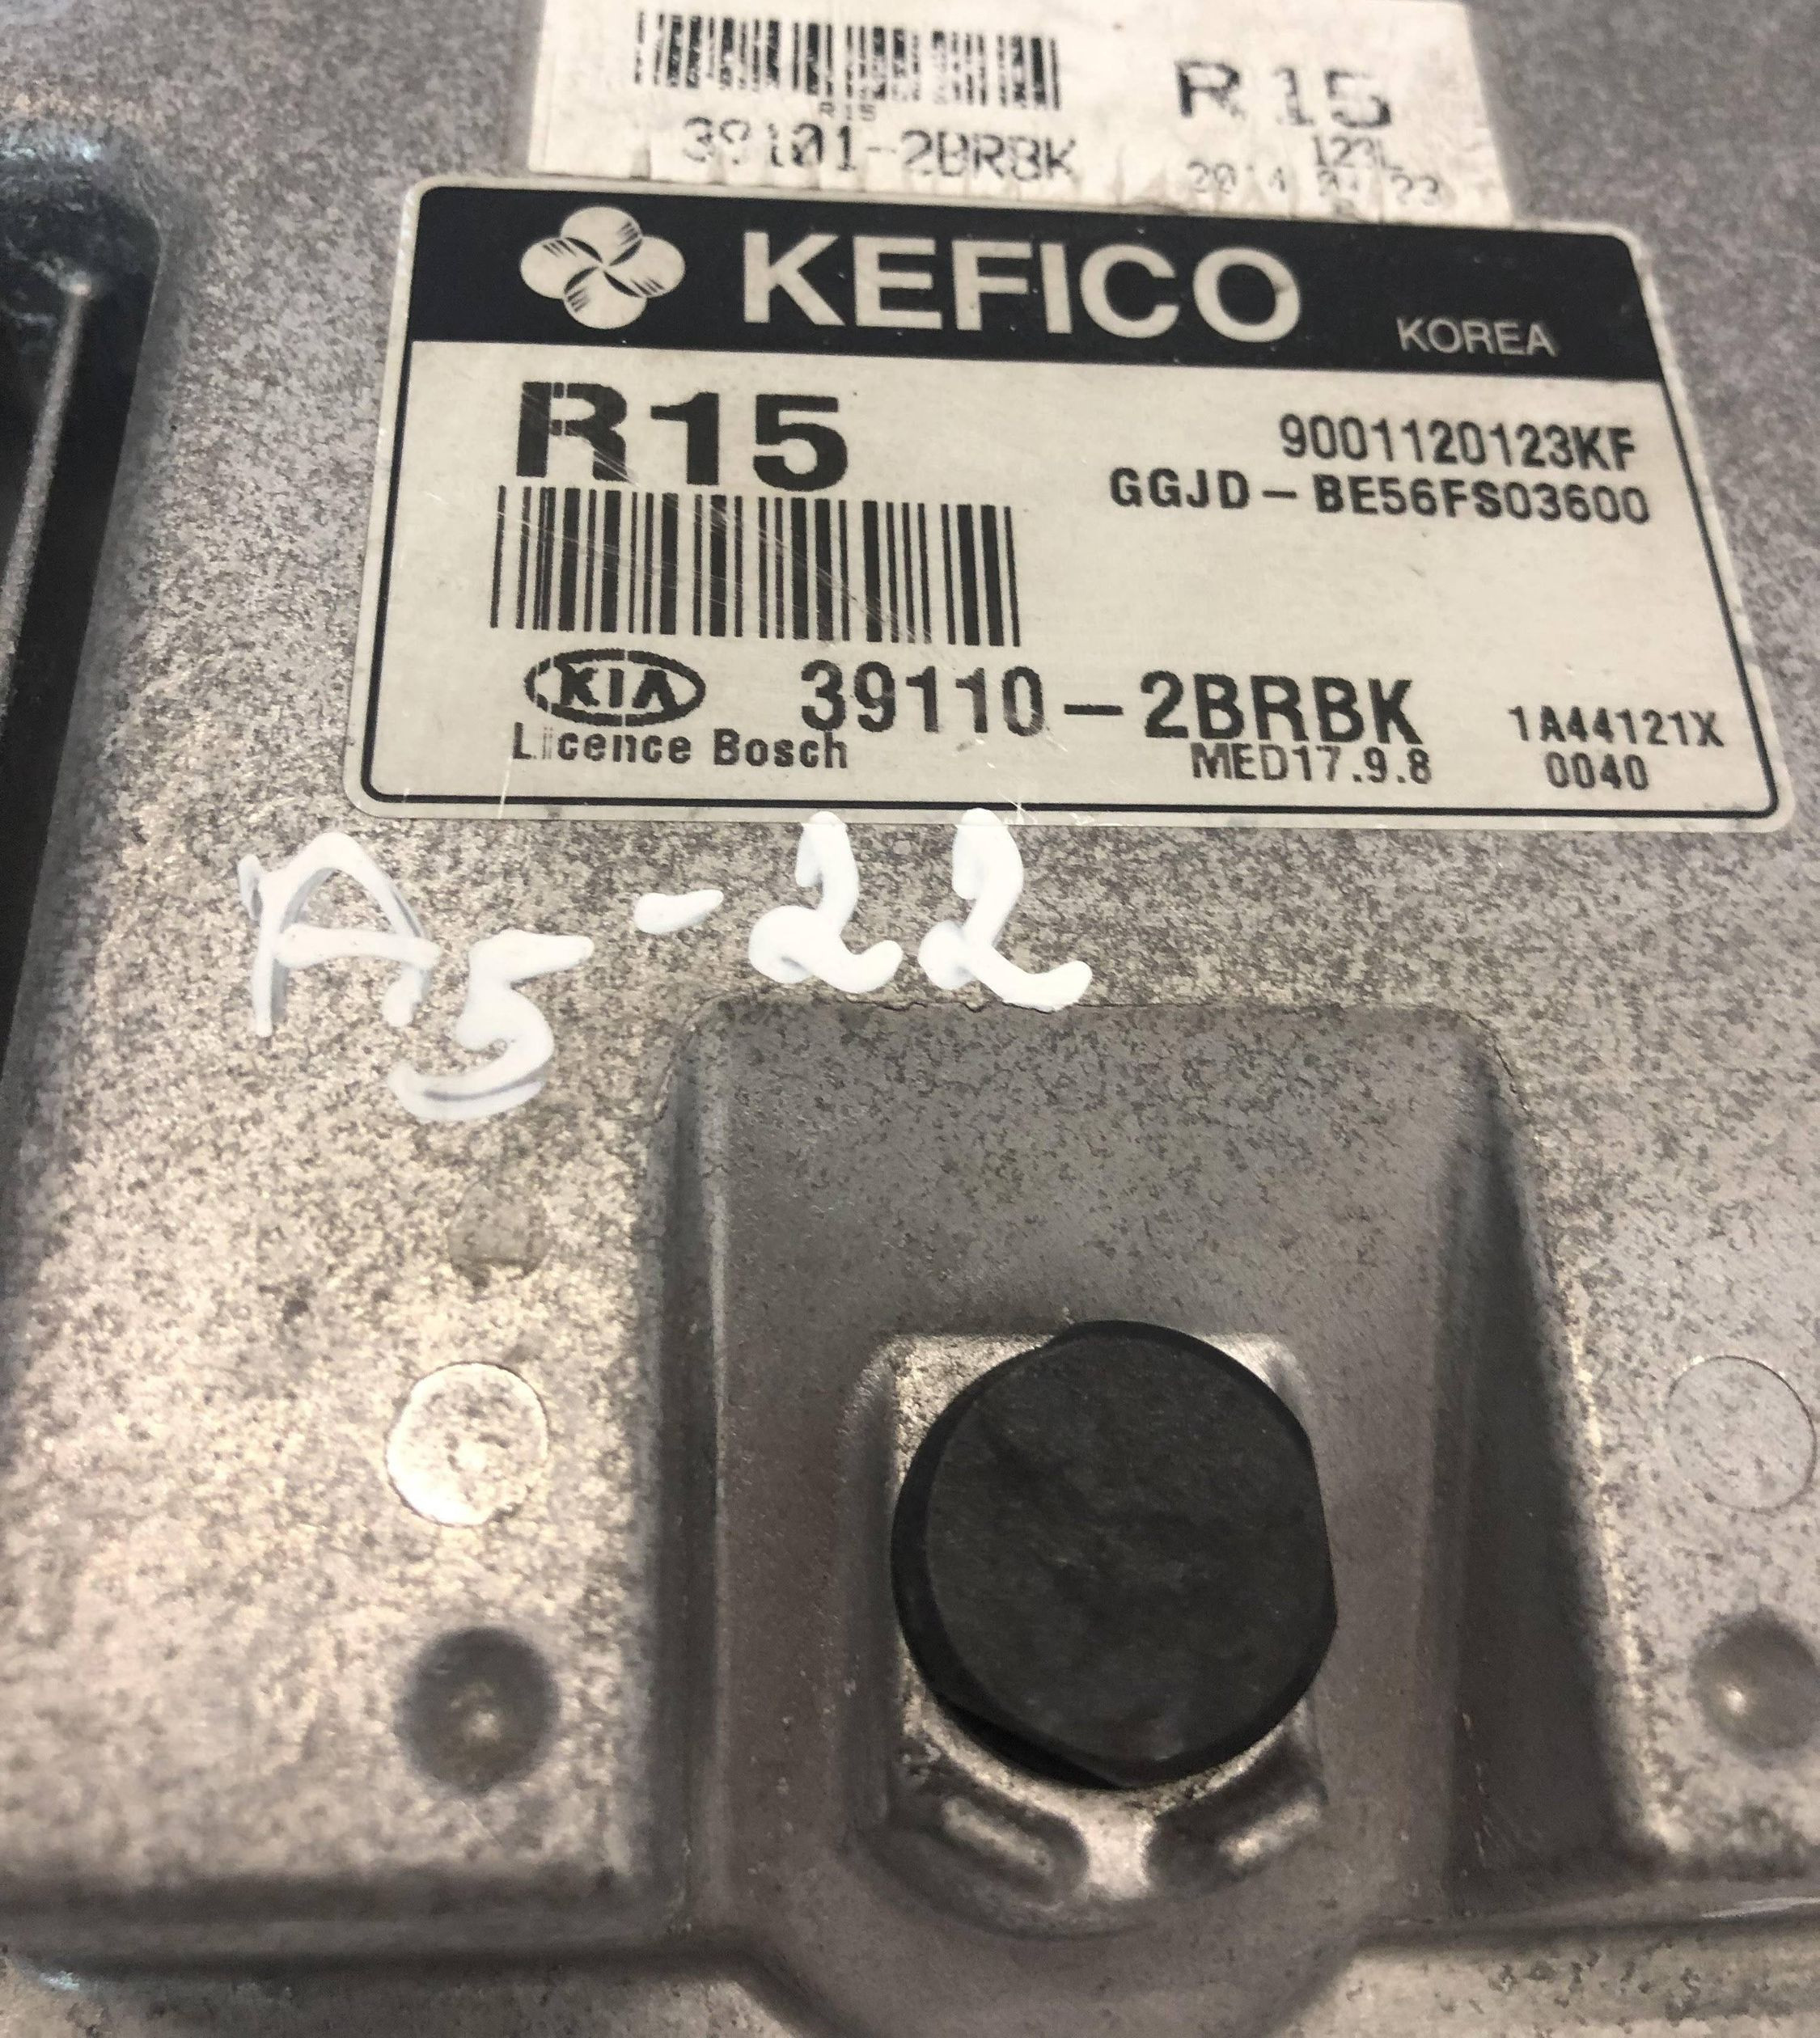 R15
39101-2BRBK
R15
123L
KEFICO
KOREA
R15
9001120123KF
GGJD-BE56FS03600
KIA
39110-2BRBK
1A44121X
Licence Bosch
MED17.9.8
0040
A5-22